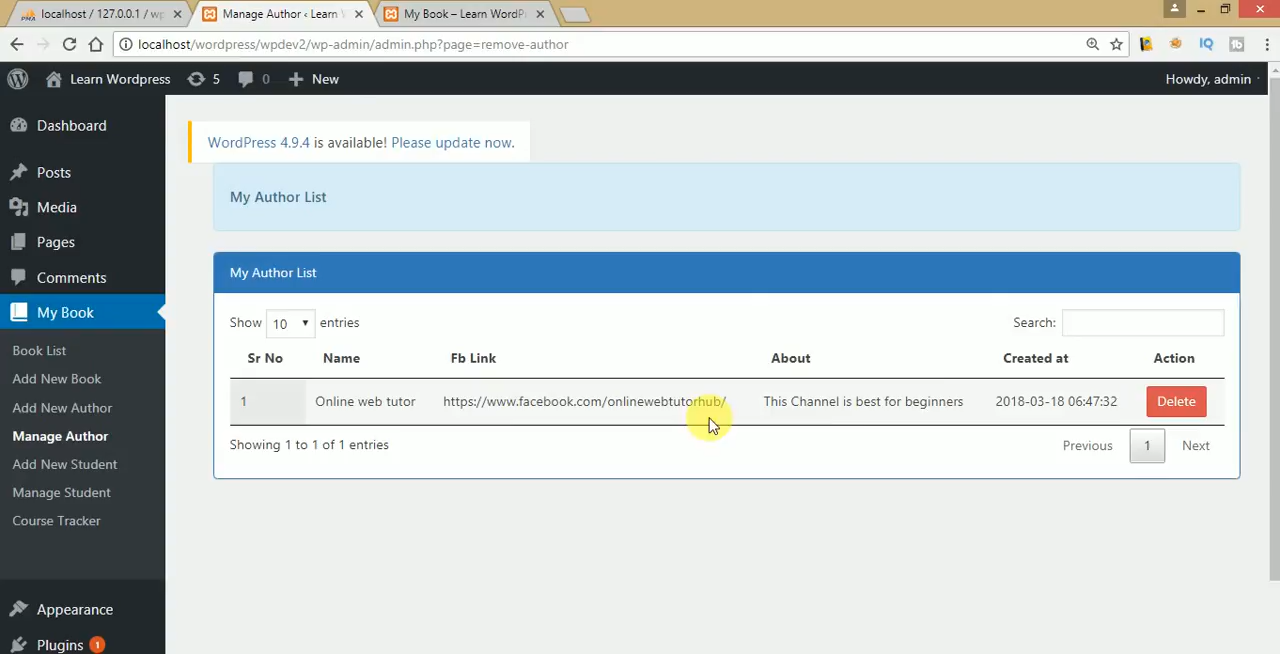 localhost / 127.0.0.1 / wp
Manage Author ‹ Learn W
My Book – Learn WordPr
localhost/wordpress/wpdev2/wp-admin/admin.php?page=remove-author
Learn Wordpress 5 0 New Howdy, admin
Dashboard
Posts
Media
Pages
Comments
My Book
Book List
Add New Book
Add New Author
Manage Author
Add New Student
Manage Student
Course Tracker
Appearance
Plugins 1
WordPress 4.9.4 is available! Please update now.
My Author List
My Author List
Show 10 entries Search:
Sr No Name Fb Link About Created at Action
1 Online web tutor https://www.facebook.com/onlinewebtutorhub/ This Channel is best for beginners 2018-03-18 06:47:32 Delete
Showing 1 to 1 of 1 entries Previous 1 Next